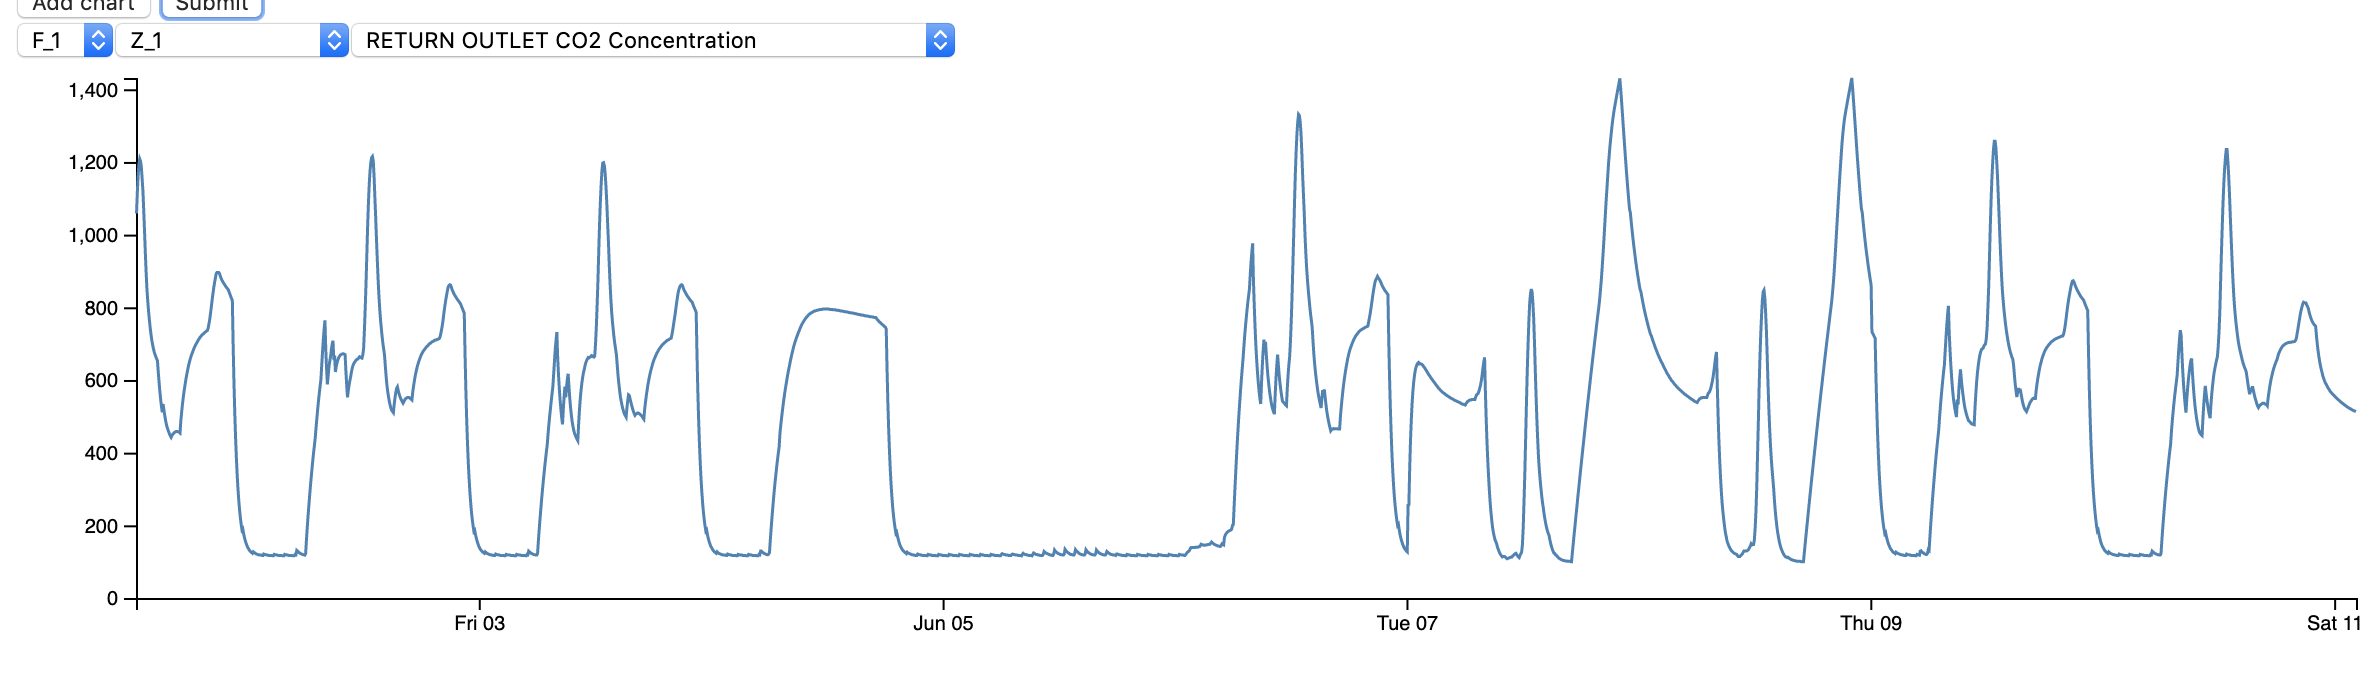 Add chart Submit
F_1 Z_1 RETURN OUTLET CO2 Concentration
1,400
1,200
1,000
800
600
400
200
0
Fri 03 Jun 05 Tue 07 Thu 09 Sat 11